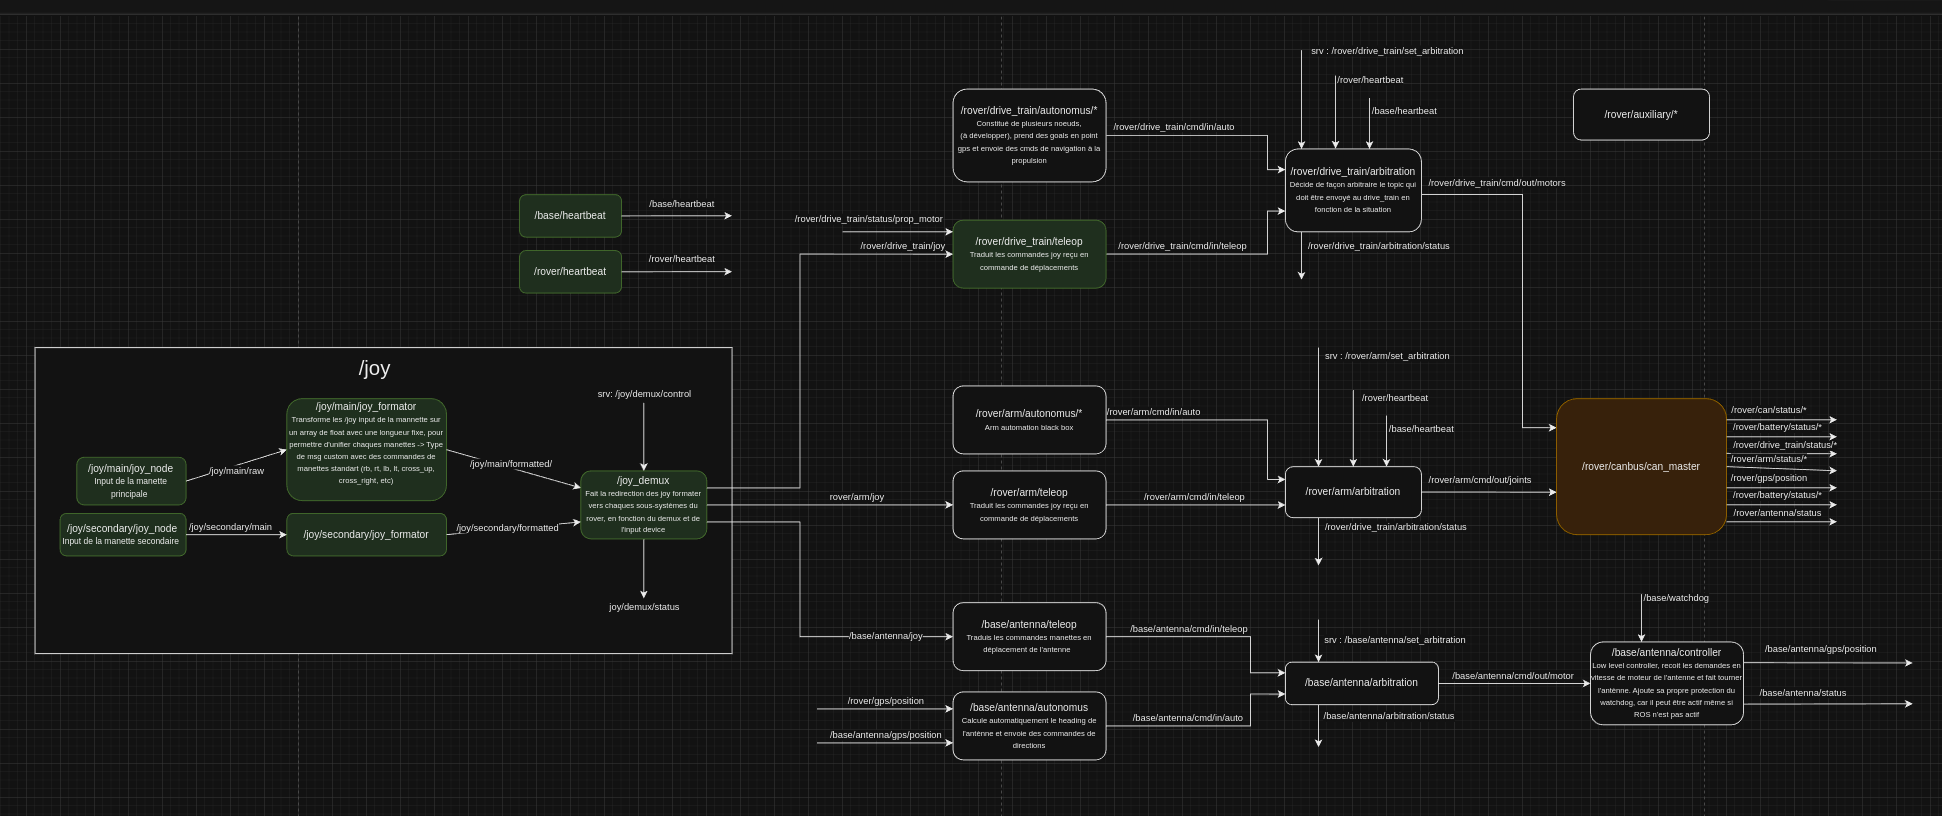 srv : /rover/drive_train/set_arbitration
/rover/heartbeat
/base/heartbeat
/rover/drive_train/autonomus/*
Constitué de plusieurs noeuds,
(à développer), prend des goals en point
gps et envoie des cmds de navigation à la
propulsion
/rover/drive_train/cmd/in/auto
/rover/auxiliary/*
/rover/drive_train/arbitration
Décide de façon arbitraire le topic qui
doit être envoyé au drive_train en
fonction de la situation
/rover/drive_train/cmd/out/motors
/rover/drive_train/arbitration/status
/base/heartbeat
/base/heartbeat
/rover/heartbeat
/rover/heartbeat
/rover/drive_train/status/prop_motor
/rover/drive_train/joy
/rover/drive_train/teleop
Traduit les commandes joy reçu en
commande de déplacements
/rover/drive_train/cmd/in/teleop
/joy
/joy/main/joy_node
Input de la manette
principale
/joy/main/raw
/joy/main/joy_formator
Transforme les /joy input de la mannette sur
un array de float avec une longueur fixe, pour
permettre d'unifier chaques manettes -> Type
de msg custom avec des commandes de
manettes standart (rb, rt, lb, lt, cross_up,
cross_right, etc)
/joy/main/formatted/
/joy/secondary/joy_node
Input de la manette secondaire
/joy/secondary/main
/joy/secondary/joy_formator
/joy/secondary/formatted
srv: /joy/demux/control
/joy_demux
Fait la redirection des joy formater
vers chaques sous-systèmes du
rover, en fonction du demux et de
l'input device
joy/demux/status
srv : /rover/arm/set_arbitration
/rover/heartbeat
/base/heartbeat
/rover/arm/autonomus/*
Arm automation black box
/rover/arm/cmd/in/auto
rover/arm/joy
/rover/arm/teleop
Traduit les commandes joy reçu en
commande de déplacements
/rover/arm/cmd/in/teleop
/rover/arm/arbitration
/rover/arm/cmd/out/joints
/rover/drive_train/arbitration/status
/rover/canbus/can_master
/rover/can/status/*
/rover/battery/status/*
/rover/drive_train/status/*
/rover/arm/status/*
/rover/gps/position
/rover/battery/status/*
/rover/antenna/status
/base/antenna/joy
/base/antenna/teleop
Traduis les commandes manettes en
déplacement de l'antenne
/base/antenna/cmd/in/teleop
/rover/gps/position
/base/antenna/gps/position
/base/antenna/autonomus
Calcule automatiquement le heading de
l'anténne et envoie des commandes de
directions
/base/antenna/cmd/in/auto
srv : /base/antenna/set_arbitration
/base/antenna/arbitration
/base/antenna/cmd/out/motor
/base/antenna/arbitration/status
/base/watchdog
/base/antenna/controller
Low level controller, recoit les demandes en
vitesse de moteur de l'antenne et fait tourner
l'anténne. Ajoute sa propre protection du
watchdog, car il peut être actif même si
ROS n'est pas actif
/base/antenna/gps/position
/base/antenna/status